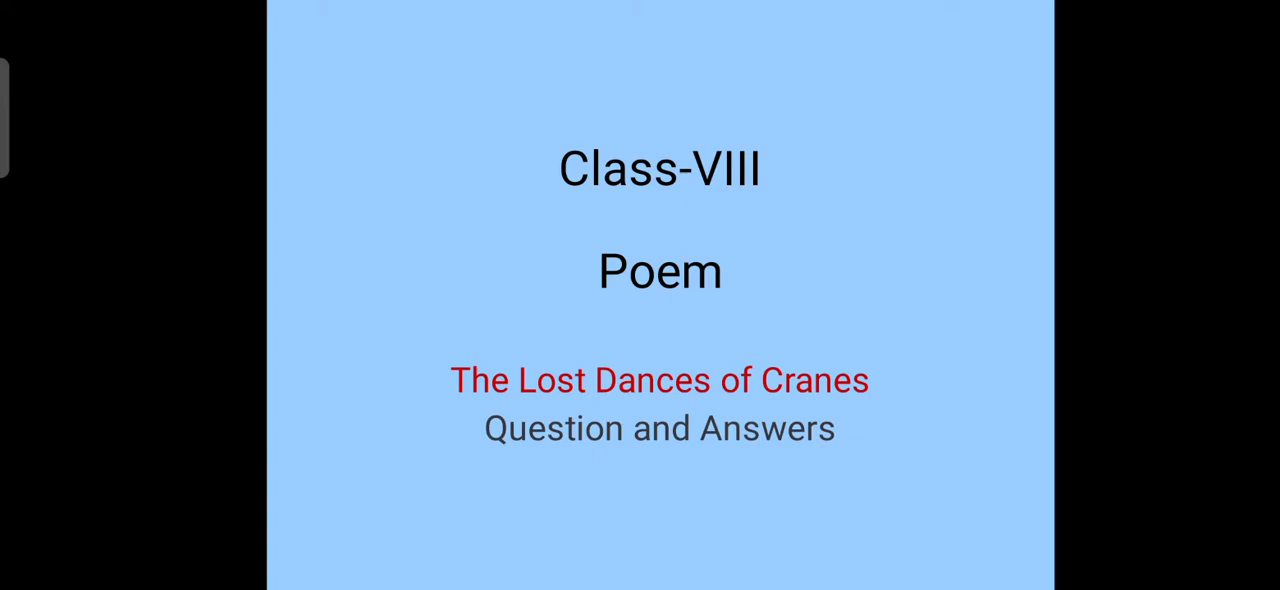 Class-VIII
Poem
The Lost Dances of Cranes
Question and Answers